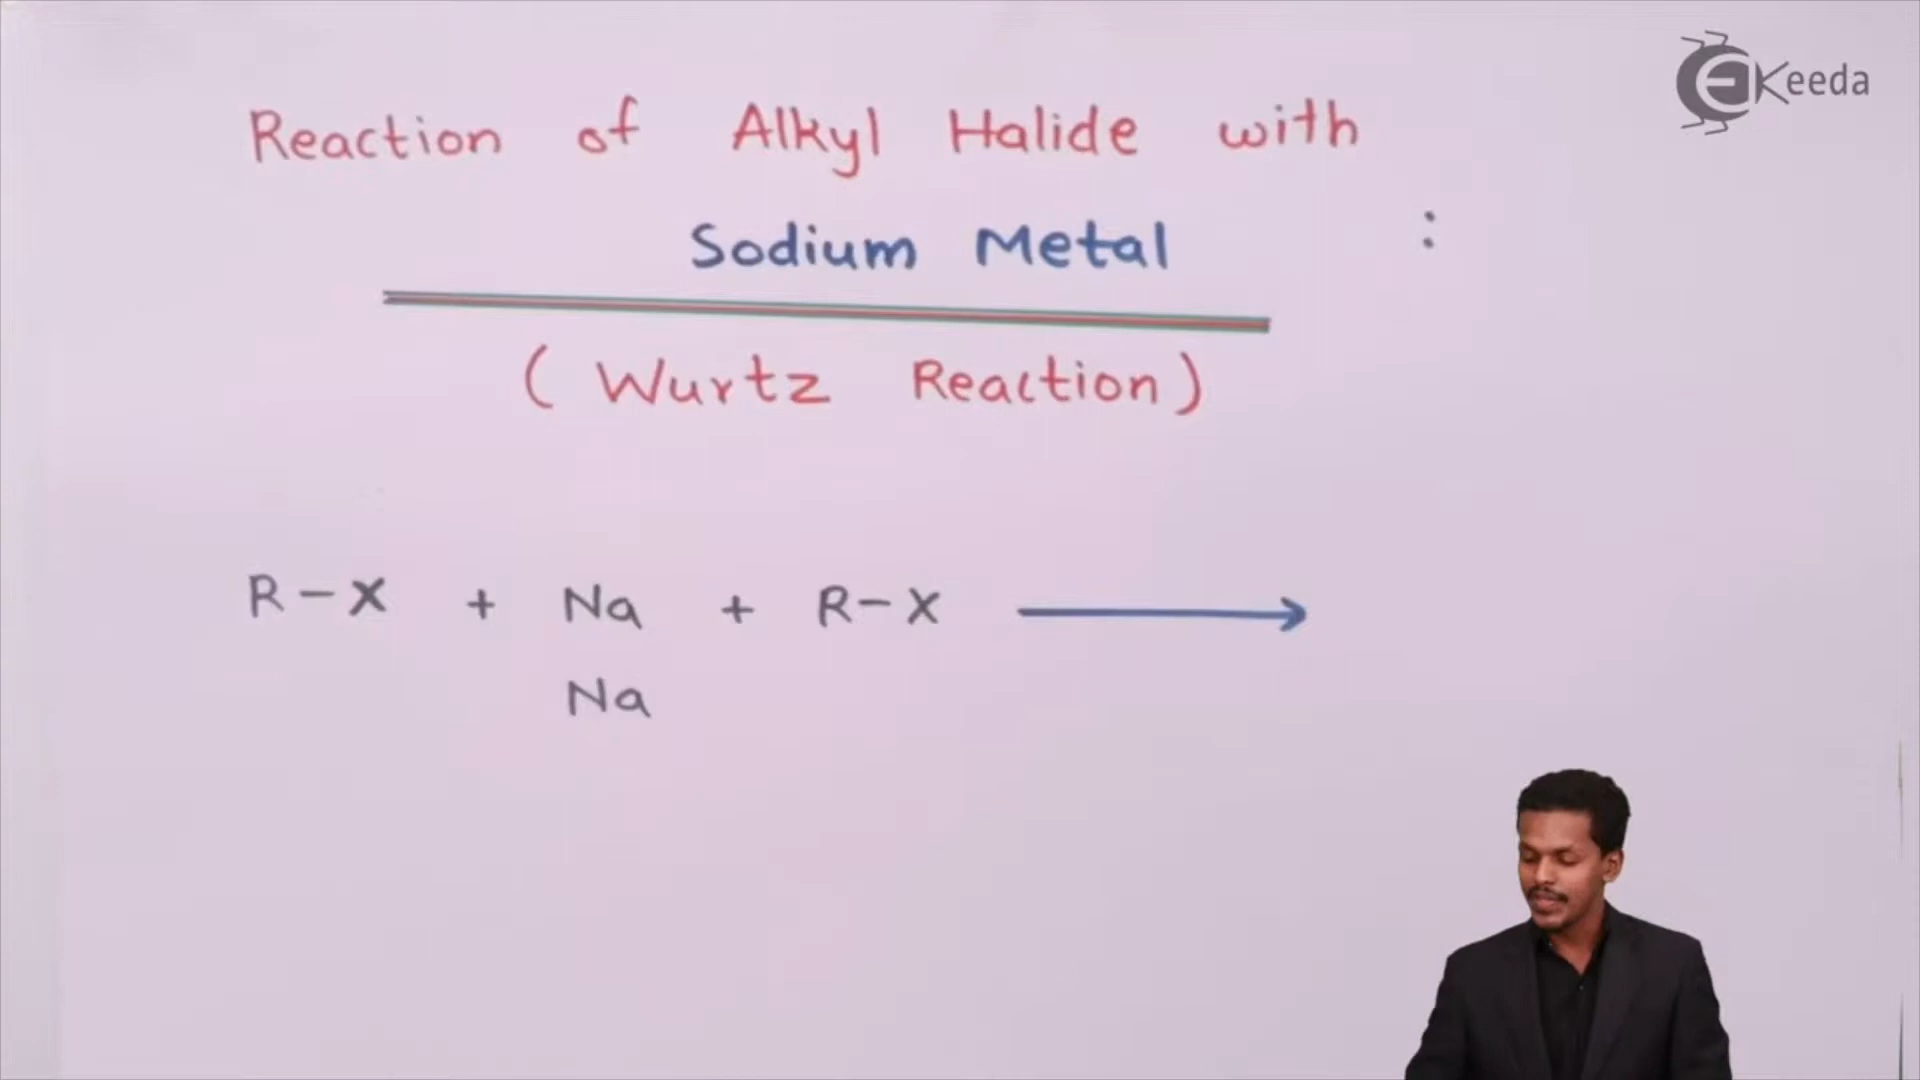 Keeda
Reaction of Alkyl Halide with
Sodium Metal :
( Wurtz Reaction )
R-X + Na + R-X ⟶
Na